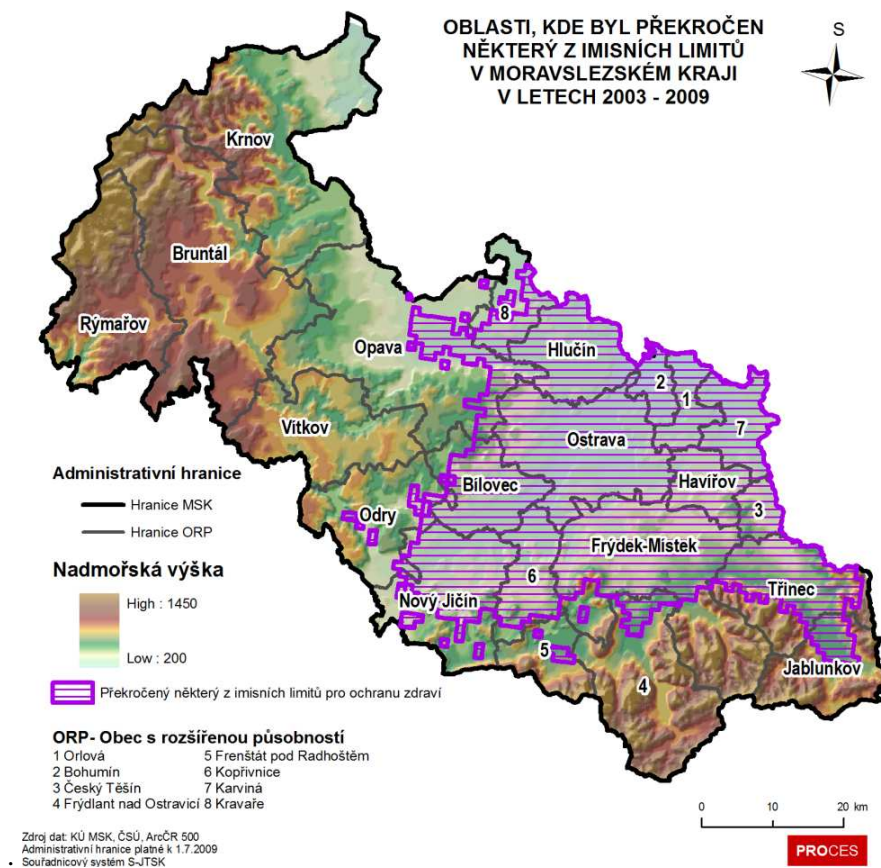 OBLASTI, KDE BYL PŘEKROČEN
NĚKTERÝ Z IMISNÍCH LIMITŮ
V MORAVSLEZSKÉM KRAJI
V LETECH 2003 - 2009
S
Krnov
Bruntál
Rýmařov
8
Opava
Hlučín
2
1
7
Vítkov
Ostrava
Bílovec
Havířov
3
Odry
Frýdek-Místek
6
Třinec
Nový Jičín
5
Jablunkov
4
Administrativní hranice
Hranice MSK
Hranice ORP
Nadmořská výška
High : 1450
Low : 200
Překročený některý z imisních limitů pro ochranu zdraví
ORP- Obec s rozšířenou působností
1 Orlová
2 Bohumín
3 Český Těšín
4 Frýdlant nad Ostravicí
5 Frenštát pod Radhoštěm
6 Kopřivnice
7 Karviná
8 Kravaře
0 10 20 km
Zdroj dat: KÚ MSK, ČSÚ, ArcČR 500
Administrativní hranice platné k 1.7.2009
Souřadnicový systém S-JTSK
PROCES